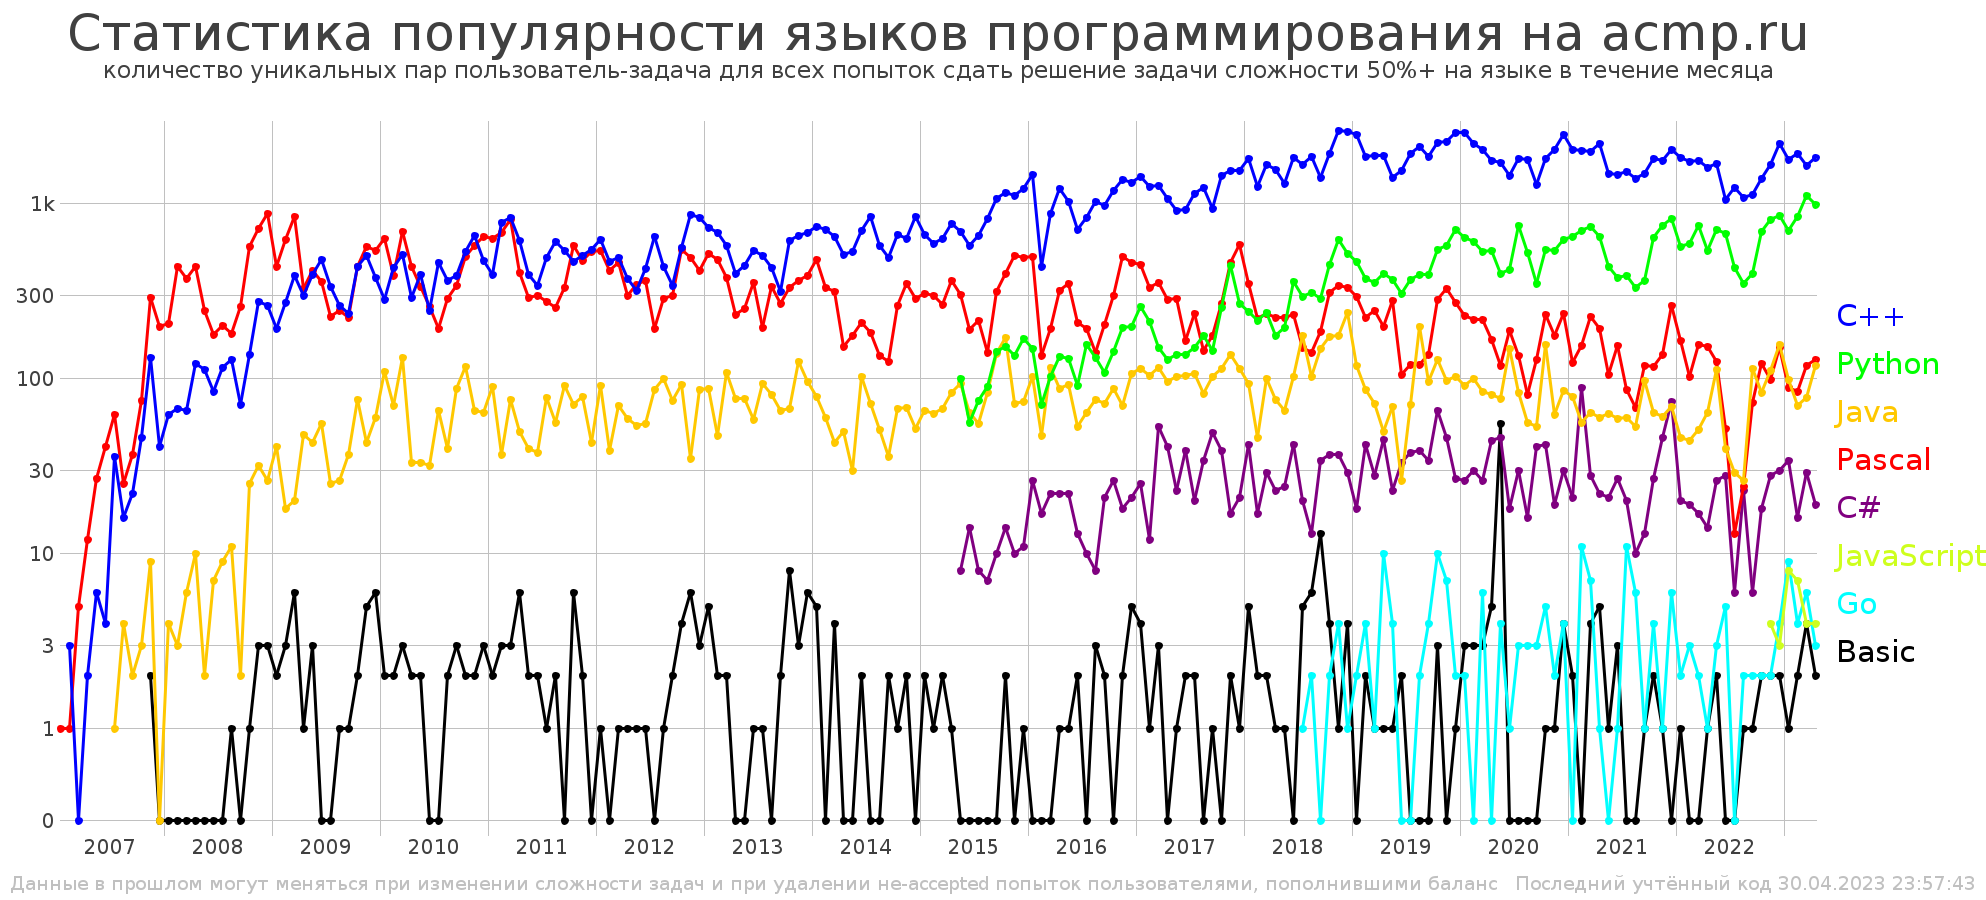 Статистика популярности языков программирования на acmp.ru
количество уникальных пар пользователь-задача для всех попыток сдать решение задачи сложности 50%+ на языке в течение месяца
1k
300
100
30
10
3
1
0
C++
Python
Java
Pascal
C#
JavaScript
Go
Basic
2007 2008 2009 2010 2011 2012 2013 2014 2015 2016 2017 2018 2019 2020 2021 2022
Данные в прошлом могут меняться при изменении сложности задач и при удалении не-accepted попыток пользователями, пополнившими баланс Последний учтённый код 30.04.2023 23:57:43